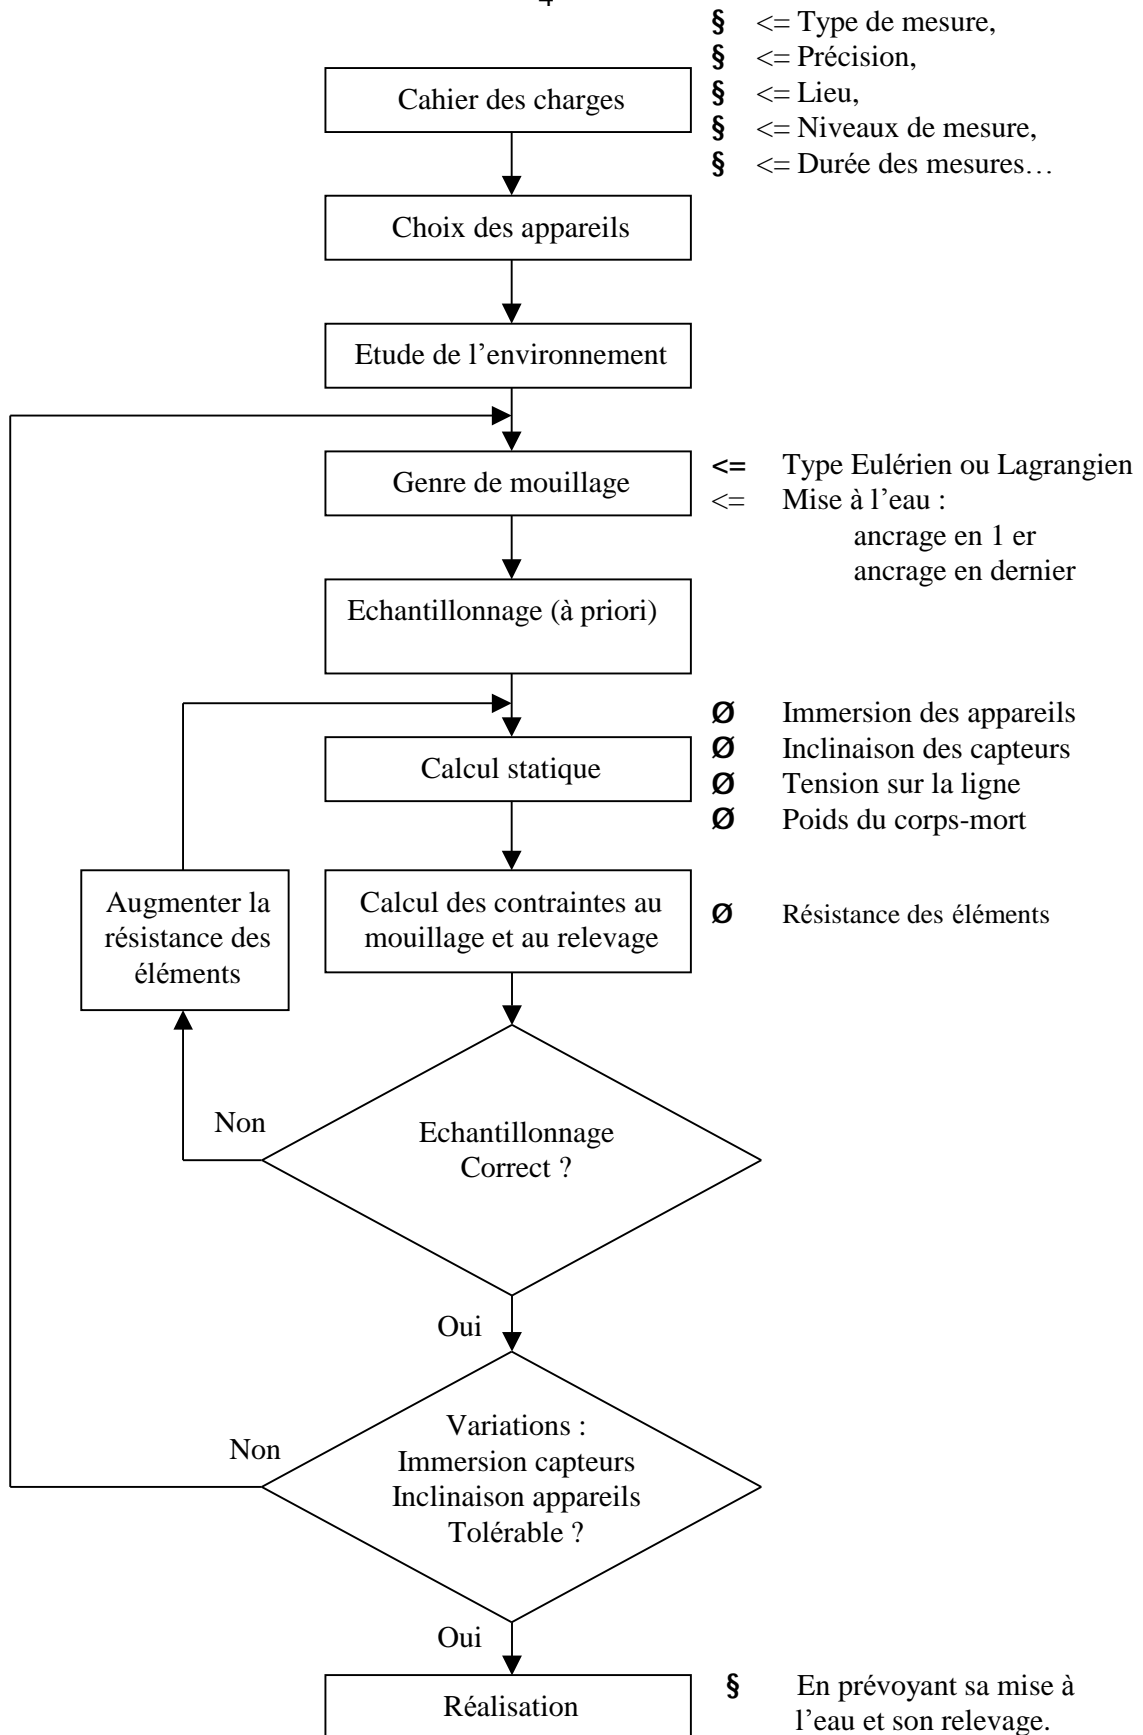 4
§ <= Type de mesure,
§ <= Précision,
Cahier des charges
§ <= Lieu,
§ <= Niveaux de mesure,
§ <= Durée des mesures…
Choix des appareils
Etude de l’environnement
Genre de mouillage
<= Type Eulérien ou Lagrangien
<= Mise à l’eau :
ancrage en 1 er
ancrage en dernier
Echantillonnage (à priori)
Ø Immersion des appareils
Ø Inclinaison des capteurs
Calcul statique
Ø Tension sur la ligne
Ø Poids du corps-mort
Augmenter la
résistance des
éléments
Calcul des contraintes au
mouillage et au relevage
Ø Résistance des éléments
Non
Echantillonnage
Correct ?
Oui
Non
Variations :
Immersion capteurs
Inclinaison appareils
Tolérable ?
Oui
Réalisation
§ En prévoyant sa mise à
l’eau et son relevage.